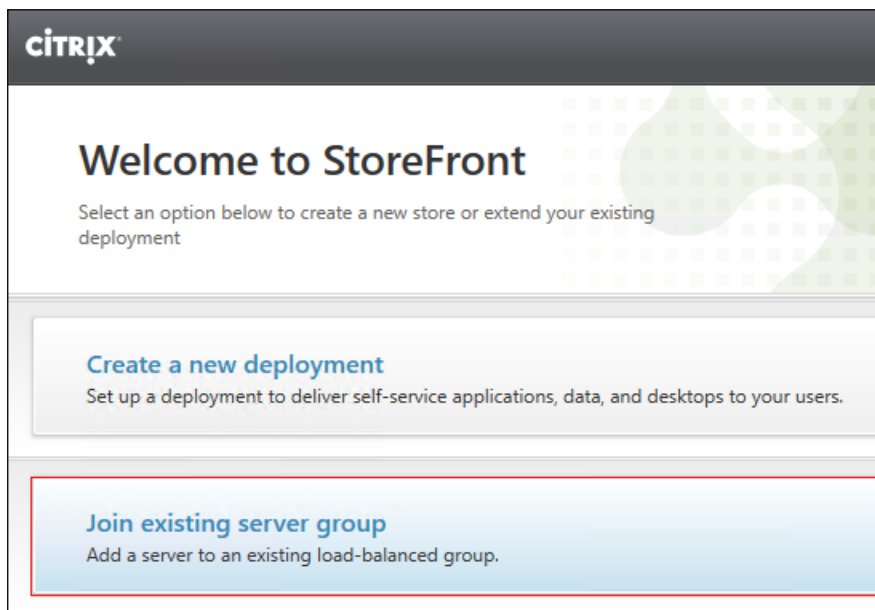 CİTRIX
Welcome to StoreFront
Select an option below to create a new store or extend your existing
deployment
Create a new deployment
Set up a deployment to deliver self-service applications, data, and desktops to your users.
Join existing server group
Add a server to an existing load-balanced group.